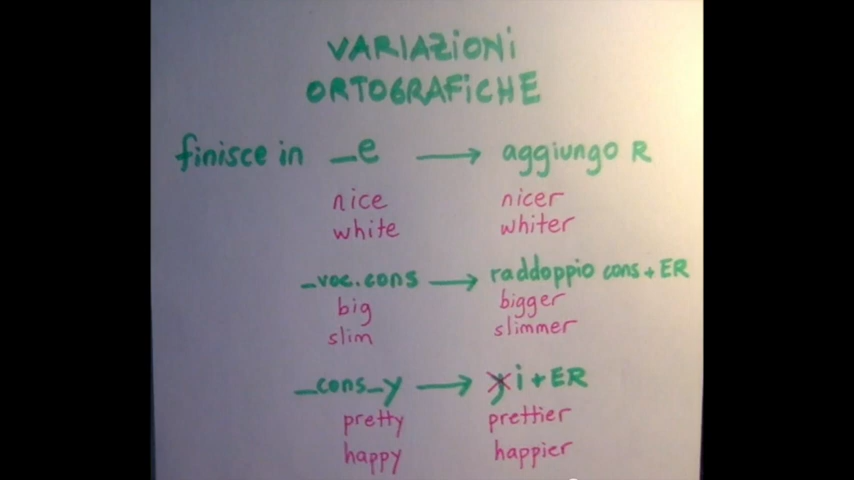 VARIAZIONI
ORTOGRAFICHE
finisce in _e → aggiungo R
nice nicer
white whiter
_voc.cons → raddoppio cons + ER
big bigger
slim slimmer
_cons_y → y i + ER
pretty prettier
happy happier